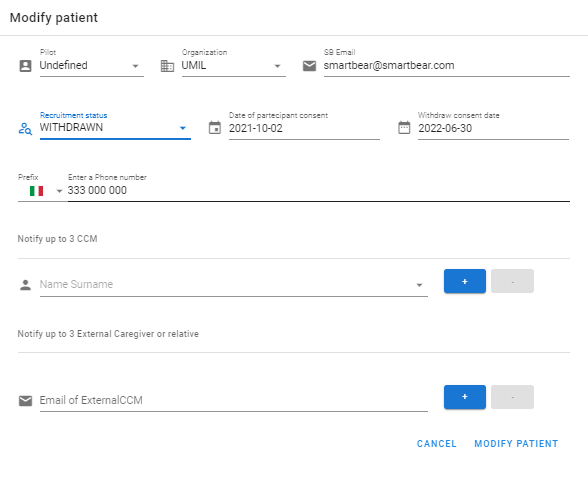 Modify patient
Pilot Organization SB Email
Undefined UMIL smartbear@smartbear.com
Recruitment status Date of partecipant consent Withdraw consent date
WITHDRAWN 2021-10-02 2022-06-30
Prefix Enter a Phone number
333 000 000
Notify up to 3 CCM
Name Surname + -
Notify up to 3 External Caregiver or relative
Email of ExternalCCM + -
CANCEL MODIFY PATIENT